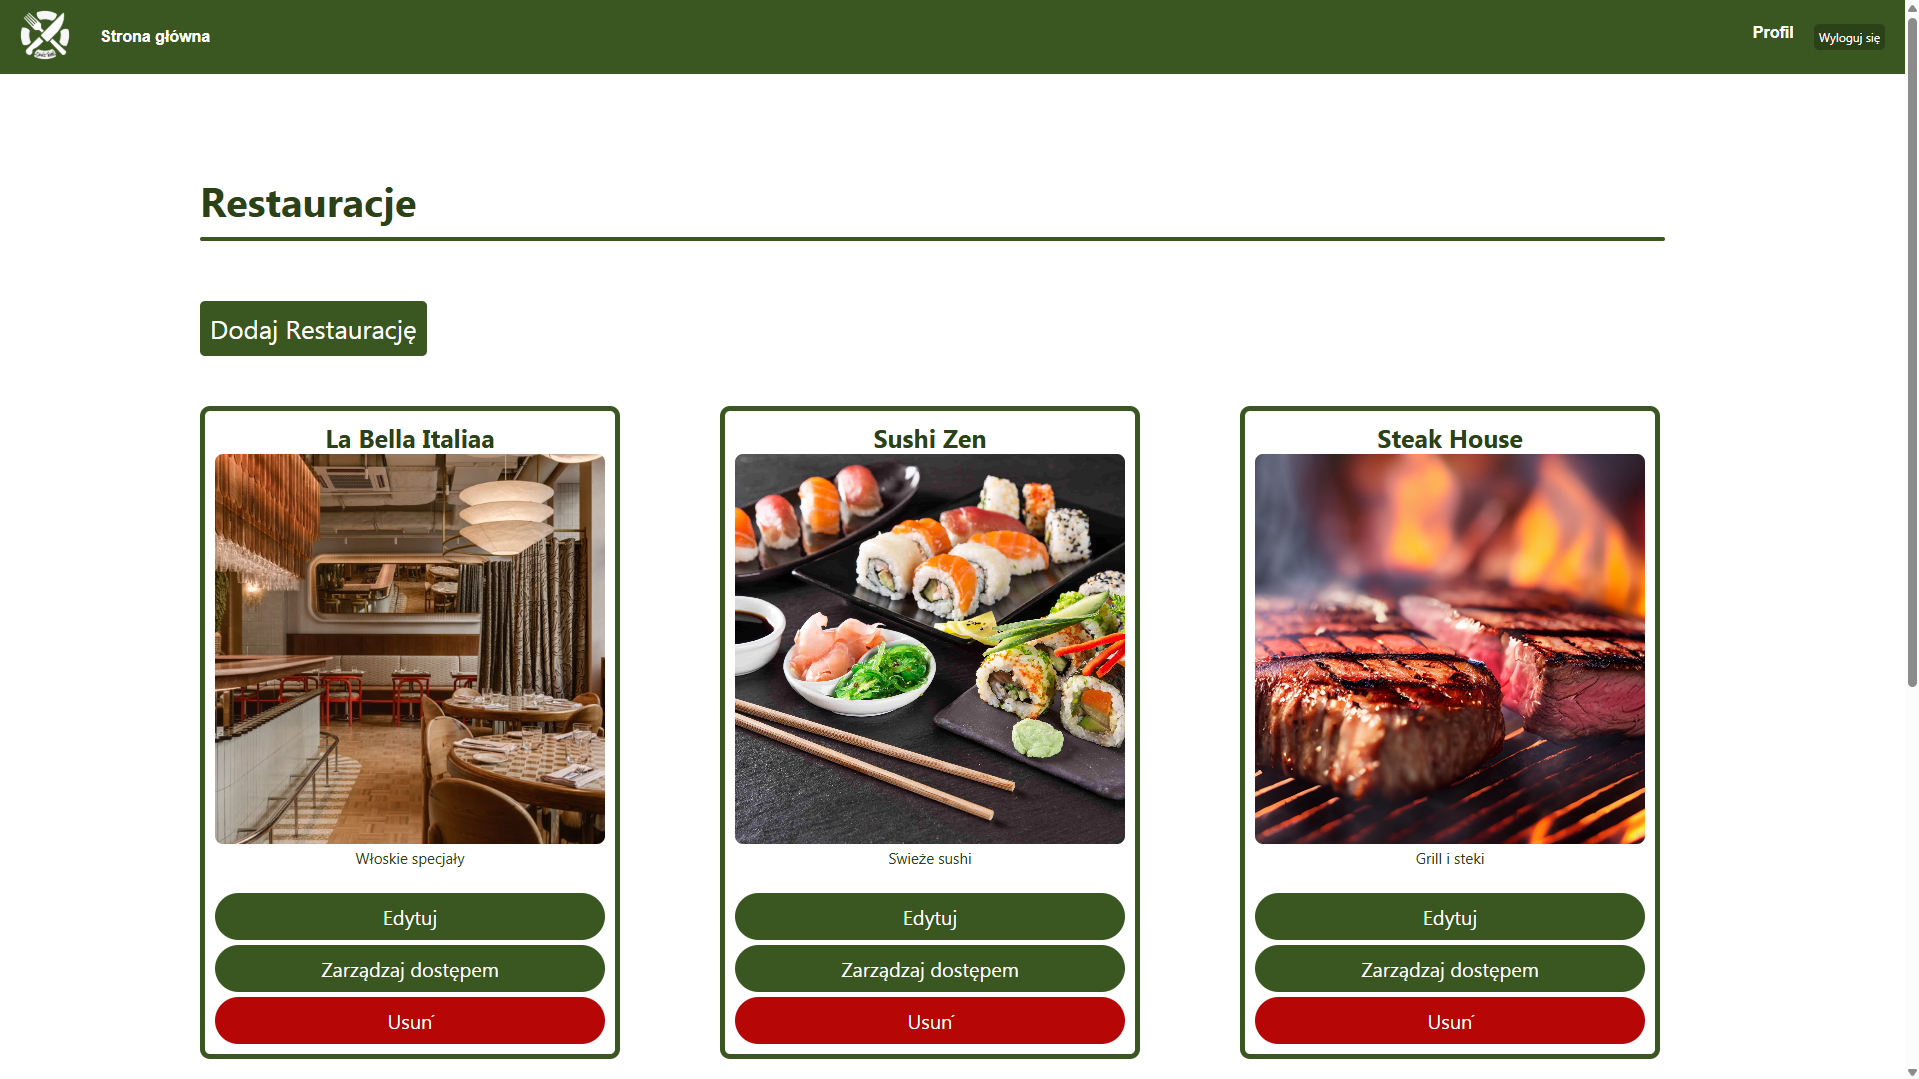 Strona główna
Profil
Wyloguj się
Restauracje
Dodaj Restaurację
La Bella Italiaa
Sushi Zen
Steak House
Włoskie specjały
Świeże sushi
Grill i steki
Edytuj
Edytuj
Edytuj
Zarządzaj dostępem
Zarządzaj dostępem
Zarządzaj dostępem
Usuń
Usuń
Usuń